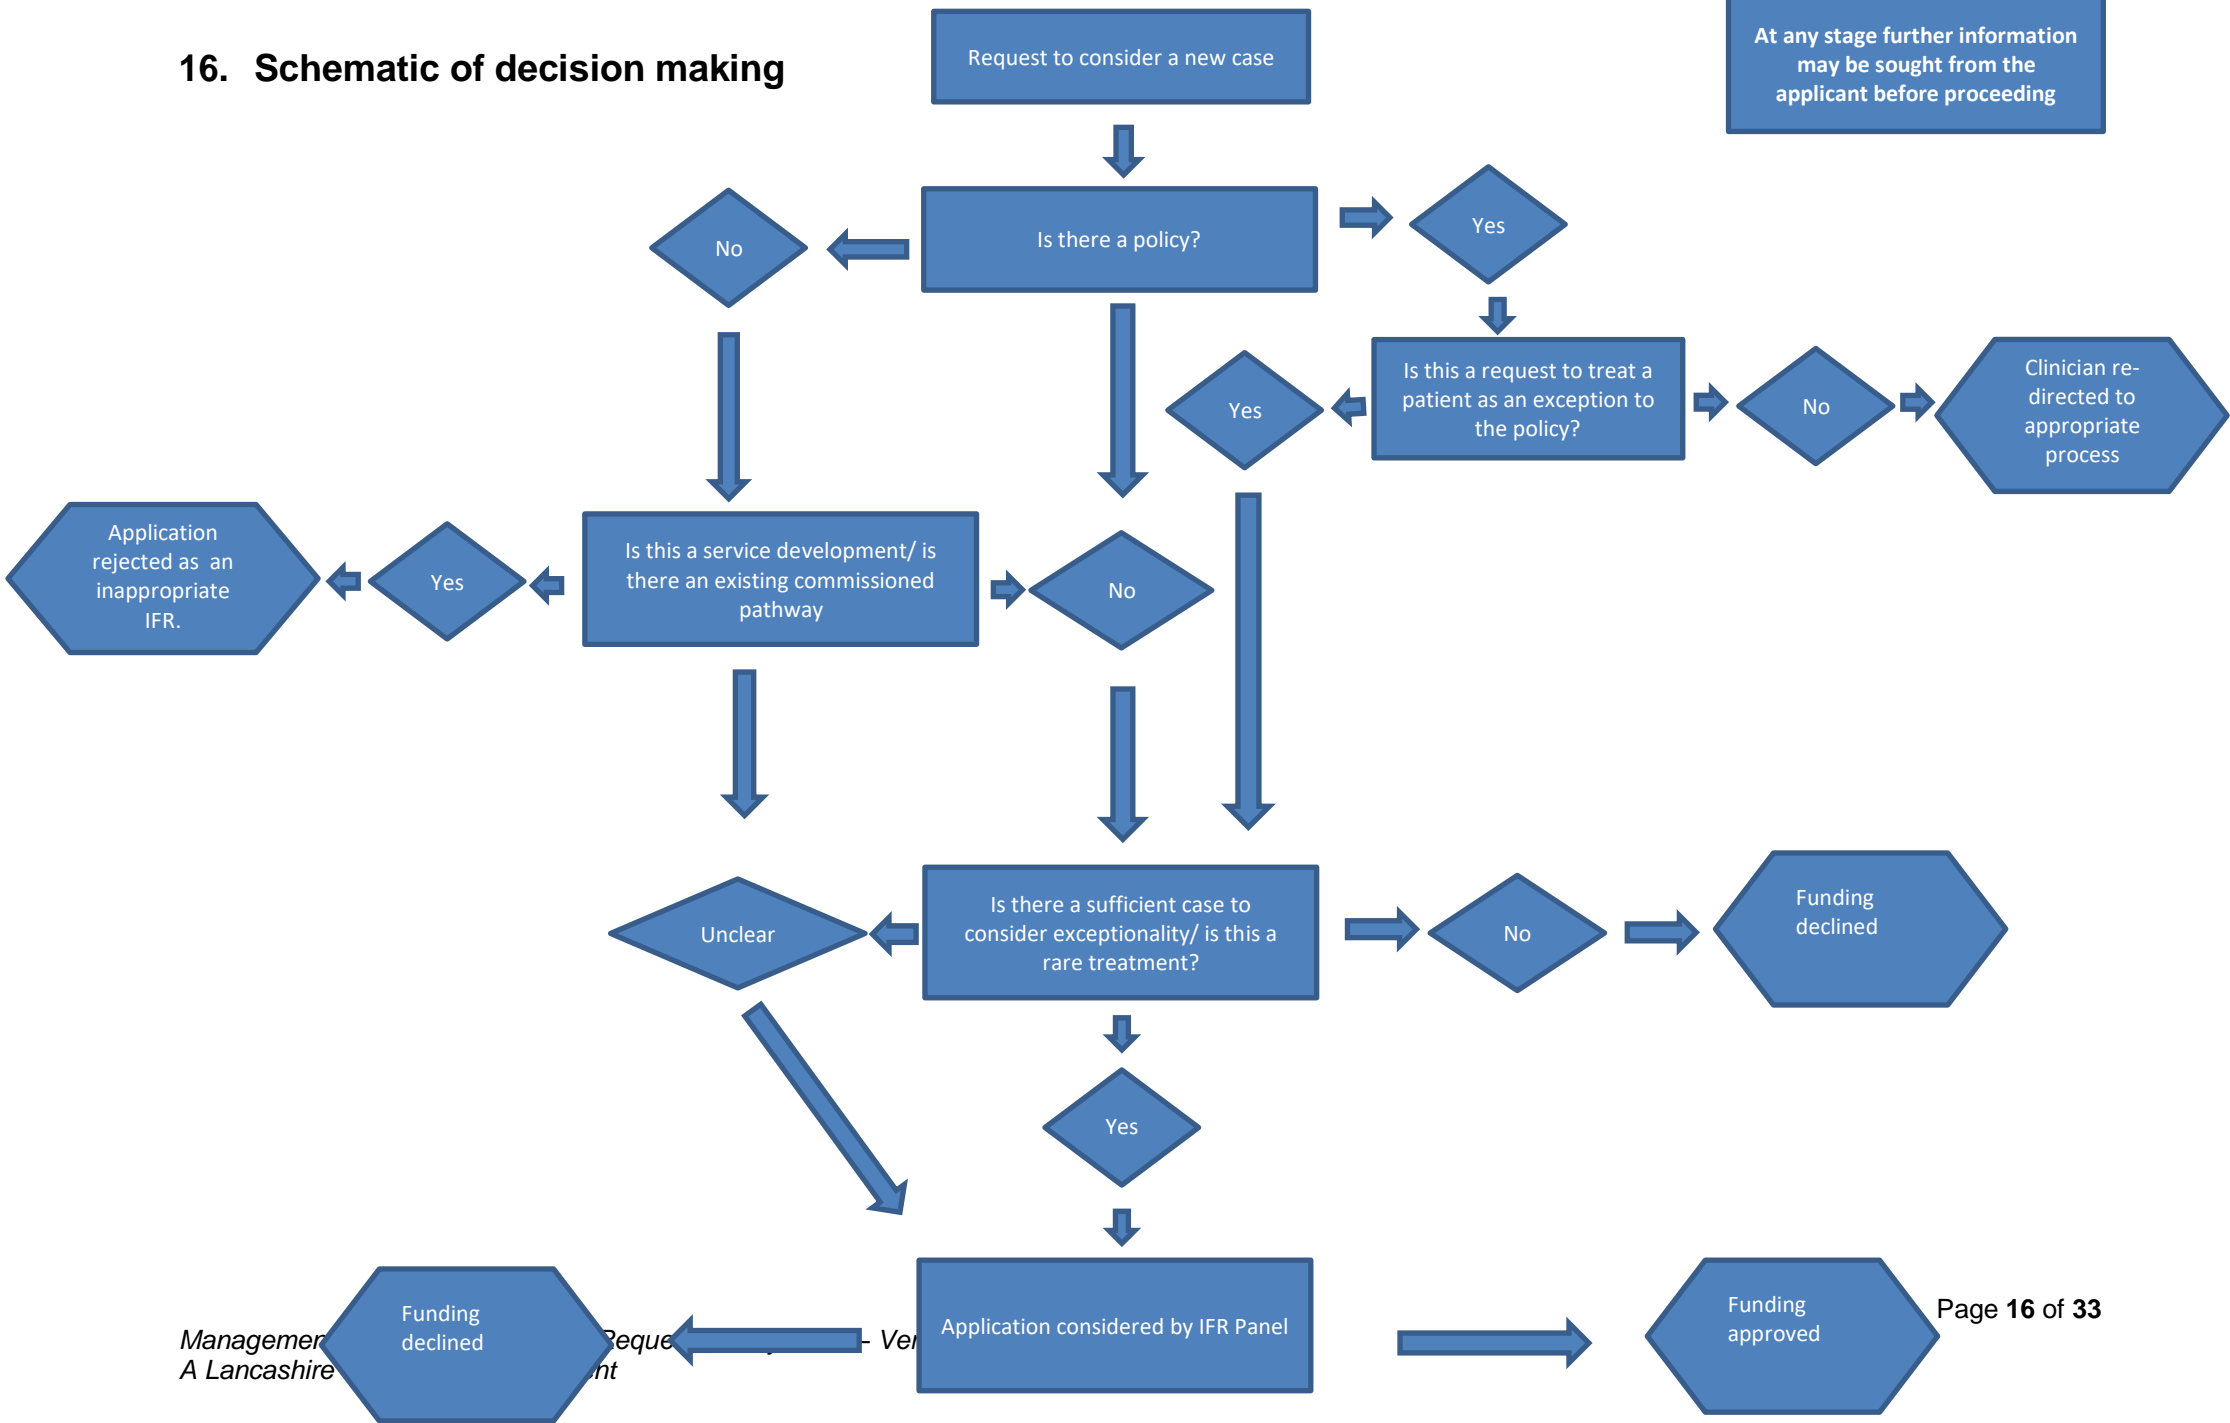 16. Schematic of decision making
Request to consider a new case
At any stage further information
may be sought from the
applicant before proceeding
No
Is there a policy?
Yes
Yes
Is this a request to treat a
patient as an exception to
the policy?
No
Clinician re-
directed to
appropriate
process
Application
rejected as an
inappropriate
IFR.
Yes
Is this a service development/ is
there an existing commissioned
pathway
No
Unclear
Is there a sufficient case to
consider exceptionality/ is this a
rare treatment?
No
Funding
declined
Yes
Funding
declined
Application considered by IFR Panel
Funding
approved
Page 16 of 33
A Lancashire